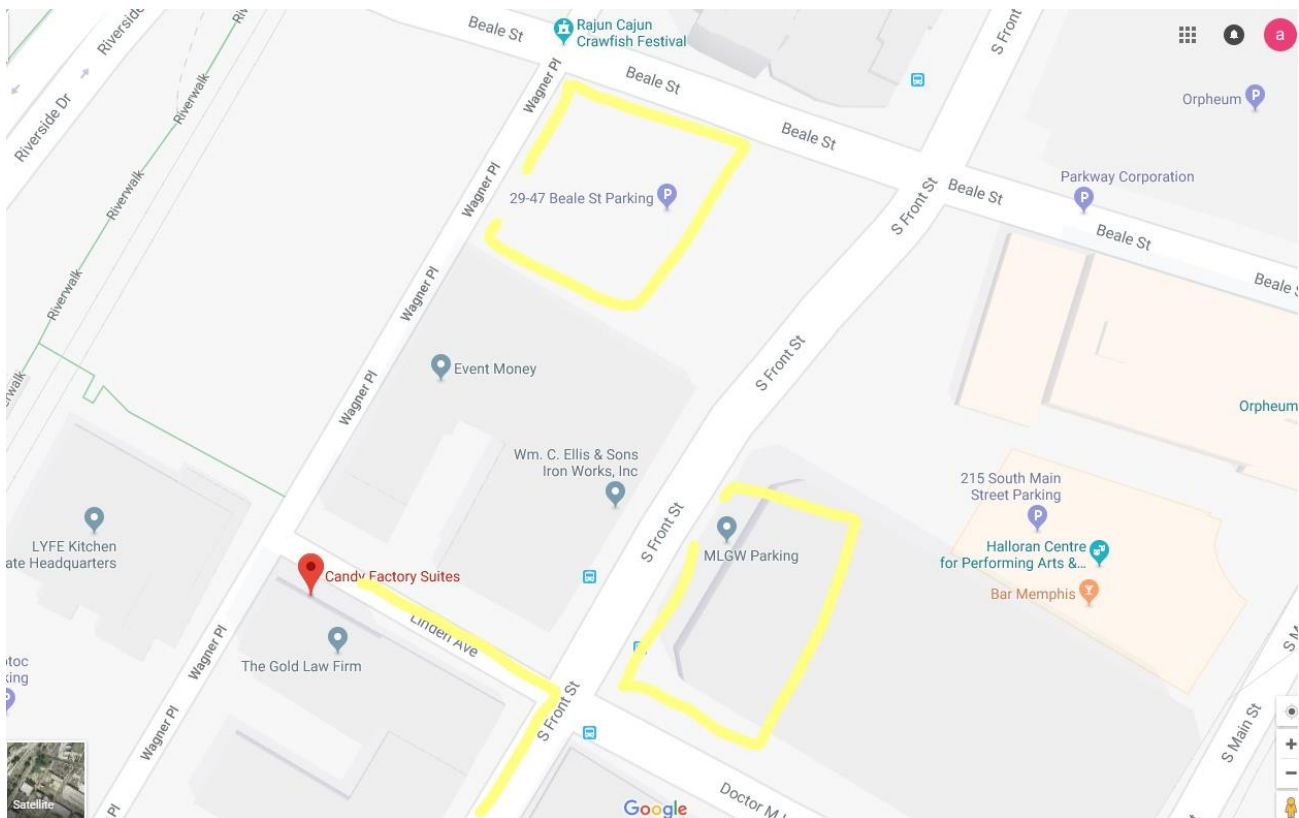 Beale St
Rajun Cajun
Crawfish Festival
S Front
Riverside
a
Riverside Dr
Riverwalk
Wagner Pl
Beale St
Orpheum
P
Beale St
Riverwalk
29-47 Beale St Parking
P
Wagner Pl
S Front St
Beale St
Parkway Corporation
P
Beale St
Riverwalk
Wagner Pl
Beale S
Event Money
S Front St
Wagner Pl
Orpheum
Wm. C. Ellis & Sons
Iron Works, Inc
215 South Main
Street Parking
P
LYFE Kitchen
ate Headquarters
S Front St
MLGW Parking
Halloran Centre
for Performing Arts &...
Candy Factory Suites
Bar Memphis
Linden Ave
The Gold Law Firm
Wagner Pl
S Front St
Wagner Pl
S Main St
Satellite
Google
Doctor M